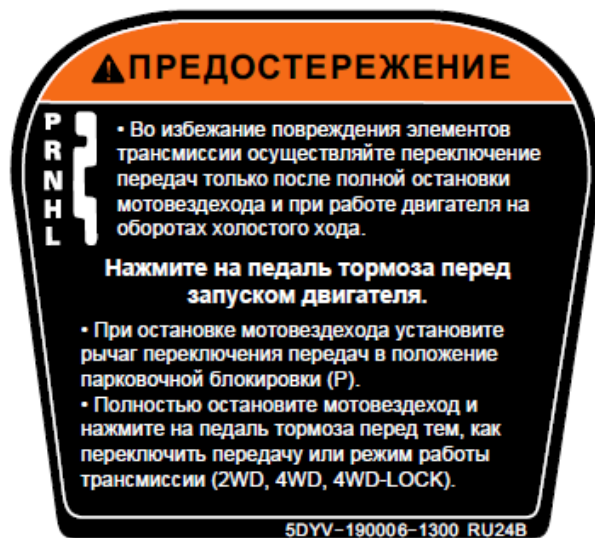 ПРЕДОСТЕРЕЖЕНИЕ
P
R
N
H
L
• Во избежание повреждения элементов
трансмиссии осуществляйте переключение
передач только после полной остановки
мотовездехода и при работе двигателя на
оборотах холостого хода.
Нажмите на педаль тормоза перед
запуском двигателя.
• При остановке мотовездехода установите
рычаг переключения передач в положение
парковочной блокировки (P).
• Полностью остановите мотовездеход и
нажмите на педаль тормоза перед тем, как
переключить передачу или режим работы
трансмиссии (2WD, 4WD, 4WD-LOCK).
5DYV-190006-1300 RU24B